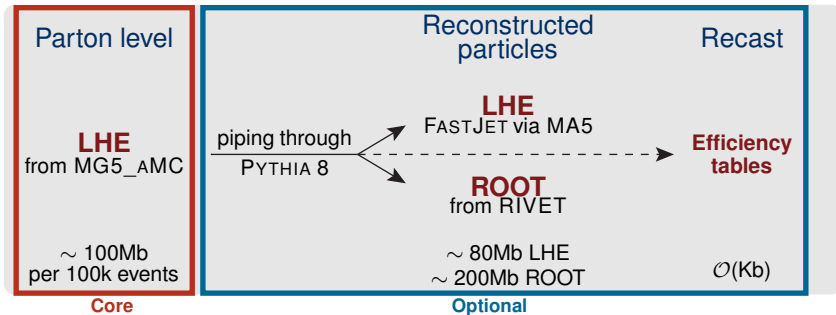 Parton level
LHE
from MG5_AMC
∼ 100Mb
per 100k events
Core
Reconstructed
particles
piping through
PYTHIA 8
LHE
FASTJET via MA5
ROOT
from RIVET
∼ 80Mb LHE
∼ 200Mb ROOT
Recast
Efficiency
tables
O(Kb)
Optional